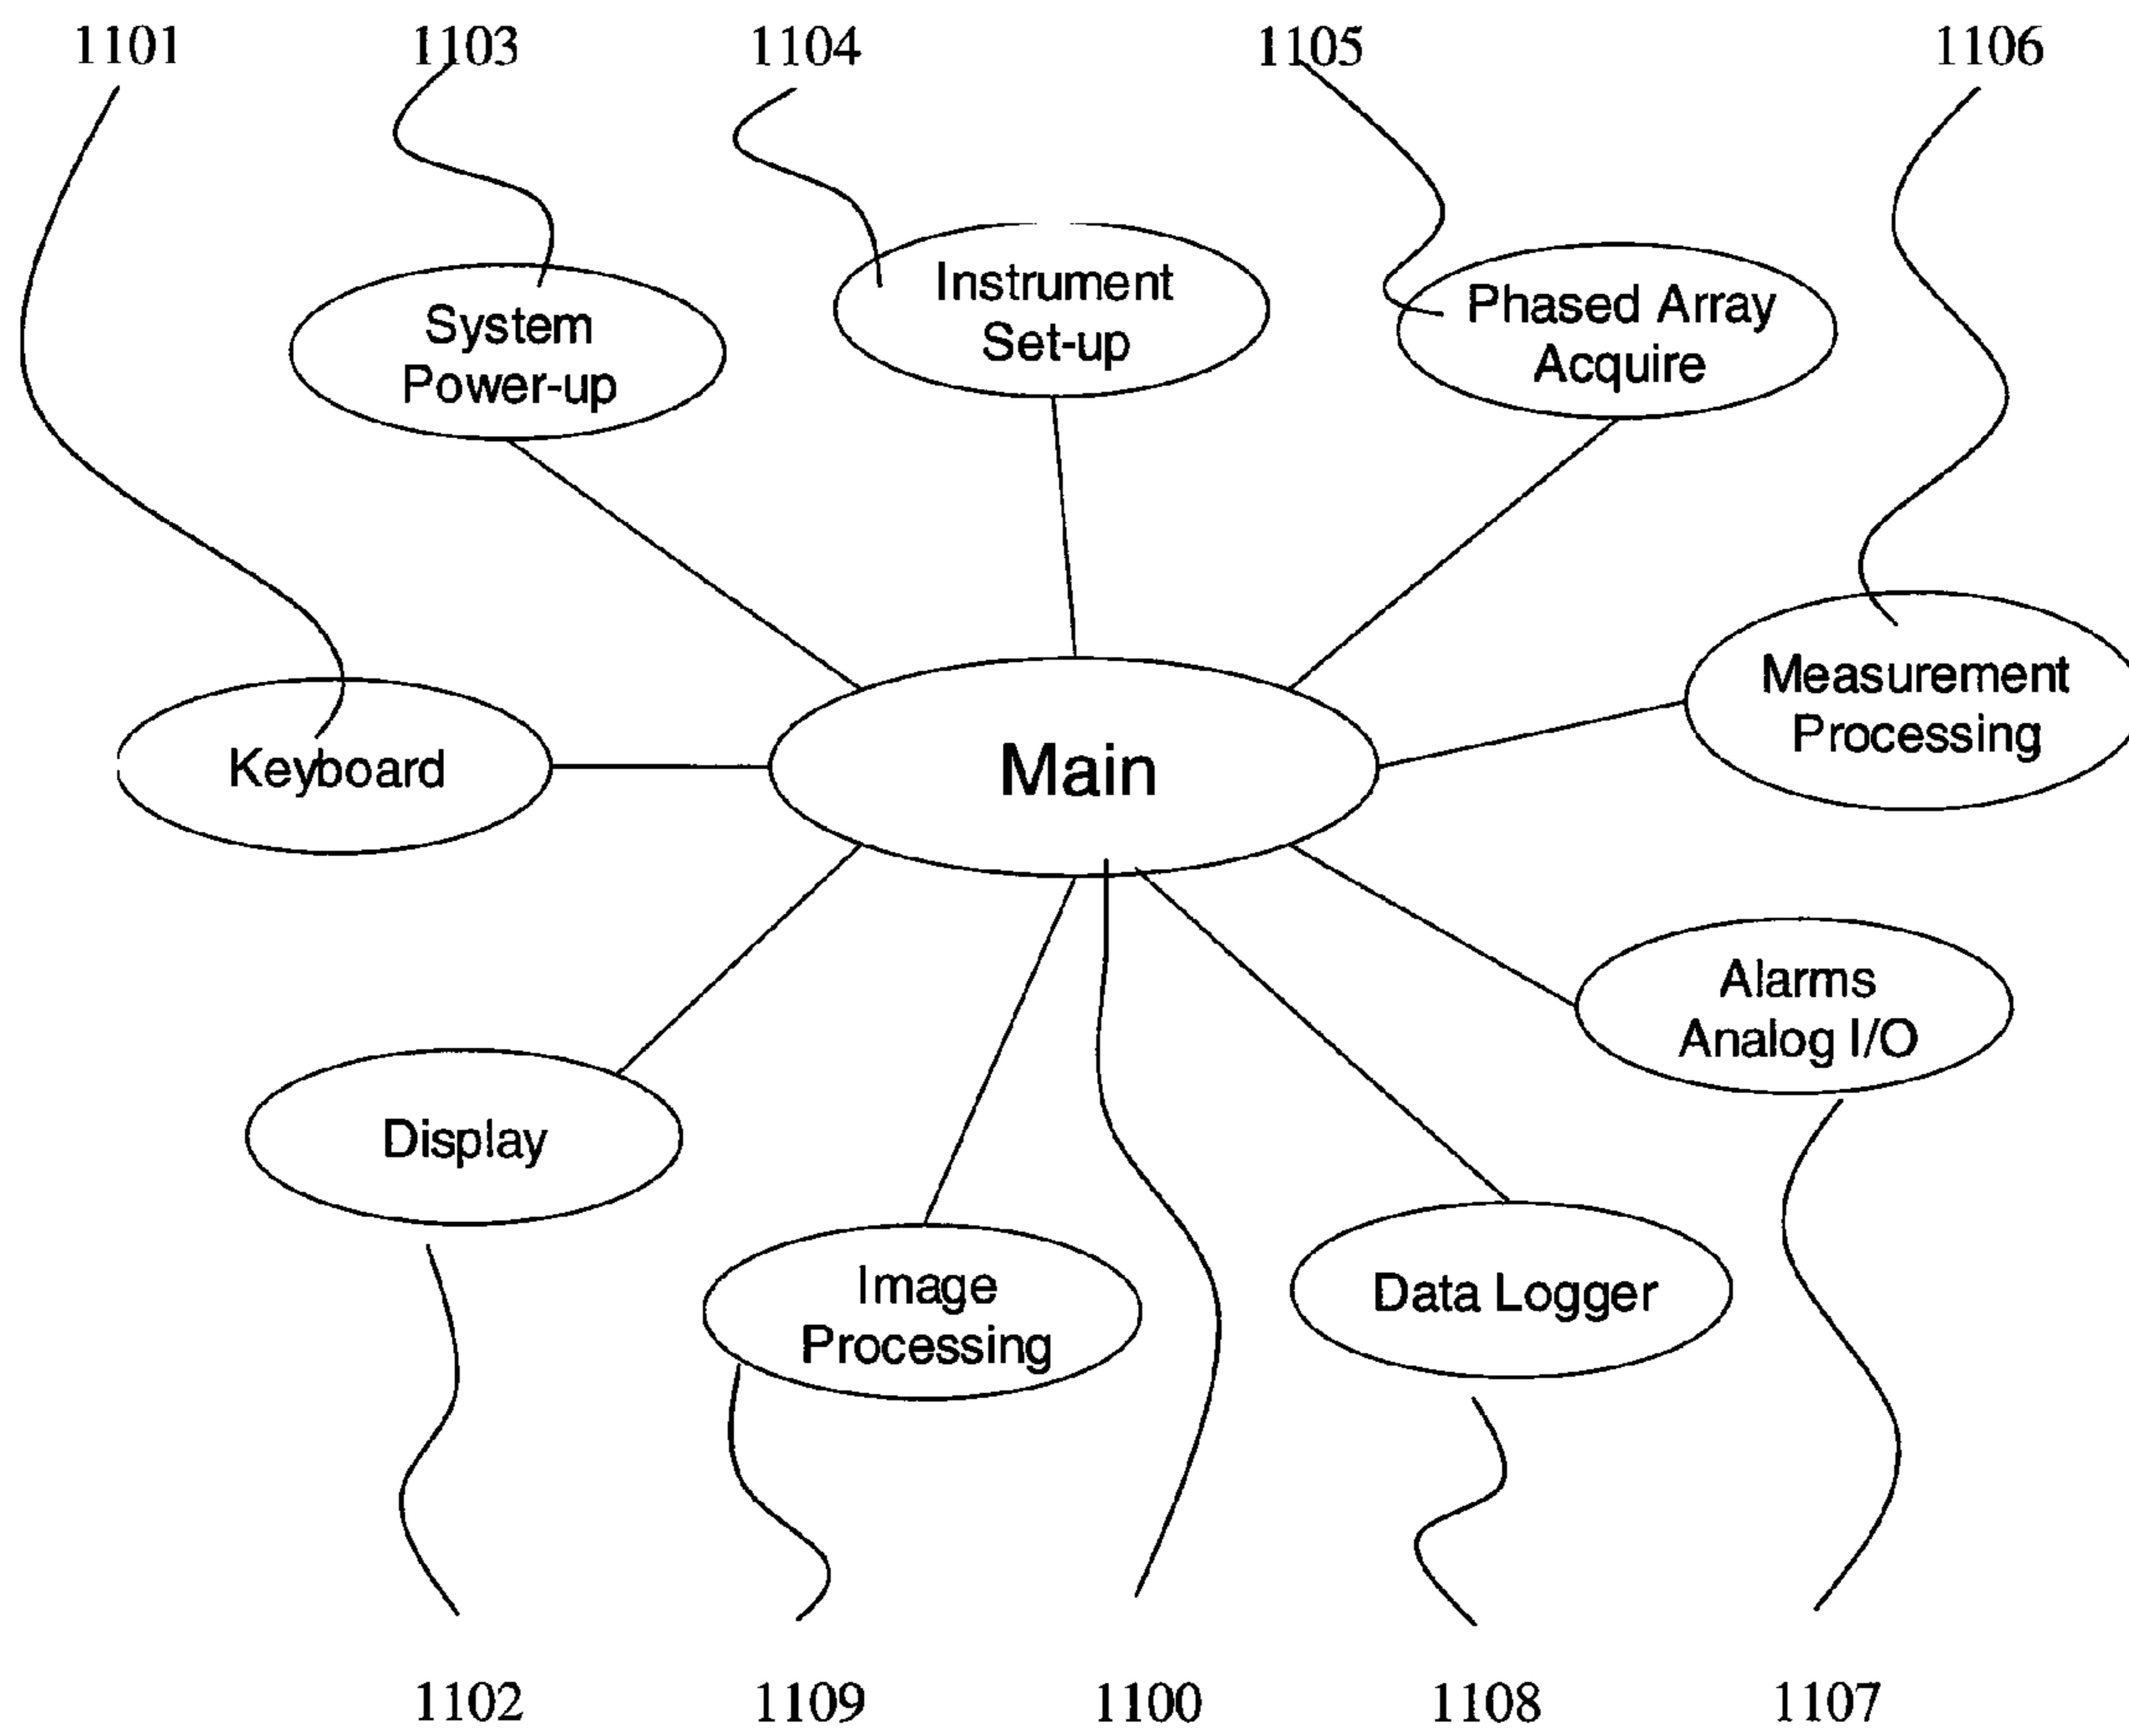 1101
1103
1104
1105
1106
System
Power-up
Instrument
Set-up
Phased Array
Acquire
Keyboard
Main
Measurement
Processing
Alarms
Analog I/O
Display
Image
Processing
Data Logger
1102
1109
1100
1108
1107